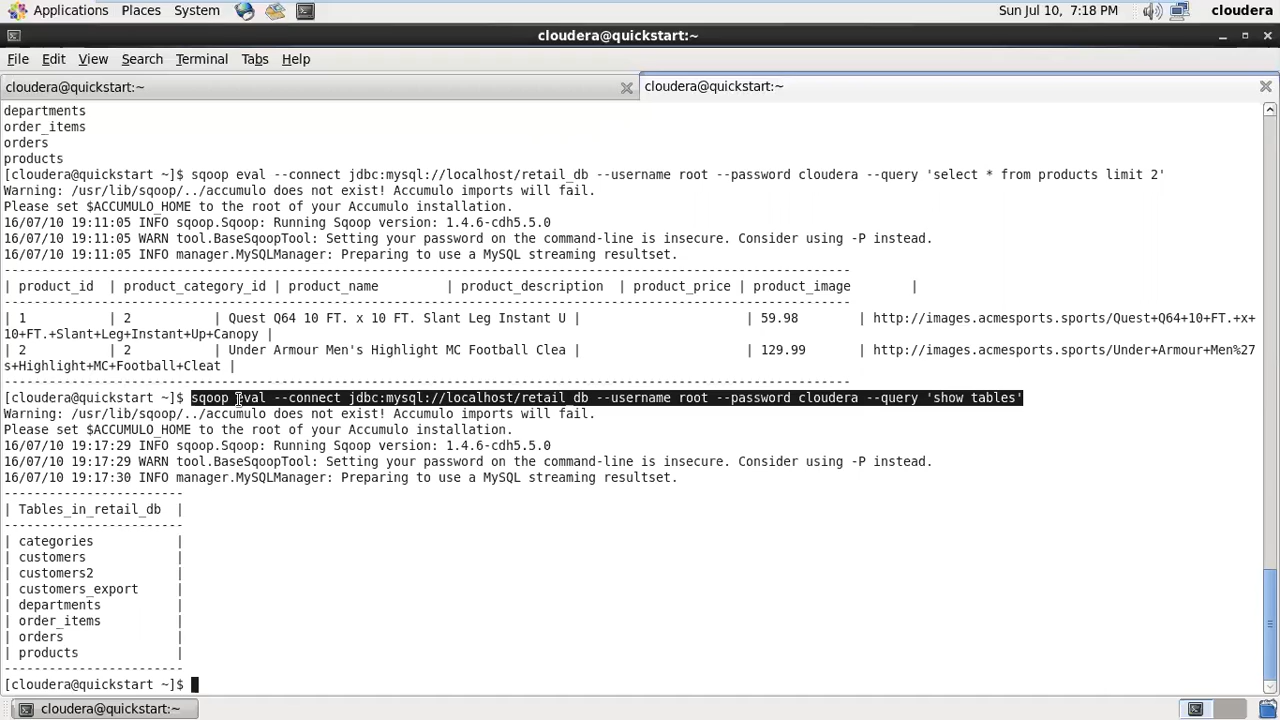 Applications Places System Sun Jul 10, 7:18 PM cloudera
cloudera@quickstart:~
File Edit View Search Terminal Tabs Help
cloudera@quickstart:~ cloudera@quickstart:~
departments
order_items
orders
products
[cloudera@quickstart ~]$ sqoop eval --connect jdbc:mysql://localhost/retail_db --username root --password cloudera --query 'select * from products limit 2'
Warning: /usr/lib/sqoop/../accumulo does not exist! Accumulo imports will fail.
Please set $ACCUMULO_HOME to the root of your Accumulo installation.
16/07/10 19:11:05 INFO sqoop.Sqoop: Running Sqoop version: 1.4.6-cdh5.5.0
16/07/10 19:11:05 WARN tool.BaseSqoopTool: Setting your password on the command-line is insecure. Consider using -P instead.
16/07/10 19:11:05 INFO manager.MySQLManager: Preparing to use a MySQL streaming resultset.
-----------------------------------------------------------------------------------------------------------------
| product_id | product_category_id | product_name | product_description | product_price | product_image |
-----------------------------------------------------------------------------------------------------------------
| 1 | 2 | Quest Q64 10 FT. x 10 FT. Slant Leg Instant U | | 59.98 | http://images.acmesports.sports/Quest+Q64+10+FT.+x+
10+FT.+Slant+Leg+Instant+Up+Canopy |
| 2 | 2 | Under Armour Men's Highlight MC Football Clea | | 129.99 | http://images.acmesports.sports/Under+Armour+Men%27
s+Highlight+MC+Football+Cleat |
-----------------------------------------------------------------------------------------------------------------
[cloudera@quickstart ~]$ sqoop eval --connect jdbc:mysql://localhost/retail_db --username root --password cloudera --query 'show tables'
Warning: /usr/lib/sqoop/../accumulo does not exist! Accumulo imports will fail.
Please set $ACCUMULO_HOME to the root of your Accumulo installation.
16/07/10 19:17:29 INFO sqoop.Sqoop: Running Sqoop version: 1.4.6-cdh5.5.0
16/07/10 19:17:29 WARN tool.BaseSqoopTool: Setting your password on the command-line is insecure. Consider using -P instead.
16/07/10 19:17:30 INFO manager.MySQLManager: Preparing to use a MySQL streaming resultset.
------------------------
| Tables_in_retail_db |
------------------------
| categories |
| customers |
| customers2 |
| customers_export |
| departments |
| order_items |
| orders |
| products |
------------------------
[cloudera@quickstart ~]$
cloudera@quickstart:~